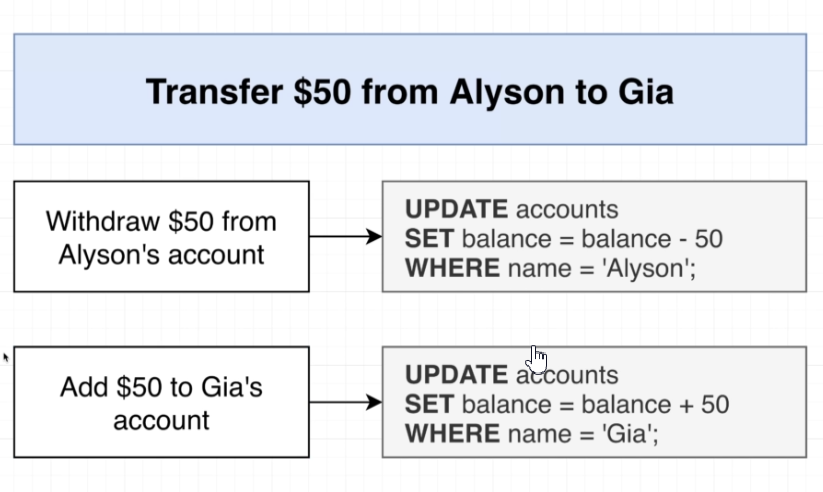 Transfer $50 from Alyson to Gia
Withdraw $50 from
Alyson's account
UPDATE accounts
SET balance = balance - 50
WHERE name = 'Alyson';
Add $50 to Gia's
account
UPDATE accounts
SET balance = balance + 50
WHERE name = 'Gia';